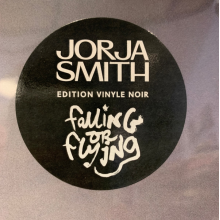 JORJA
SMITH
EDITION VINYLE NOIR
falling
or
flying